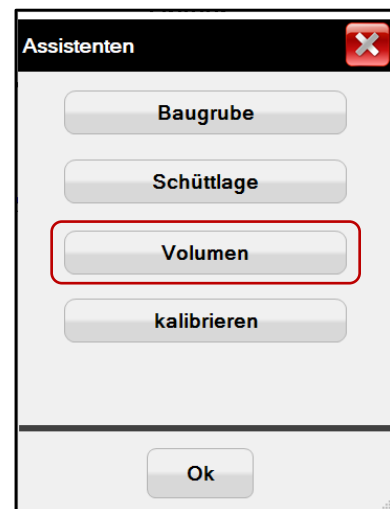 Assistenten
Baugrube
Schüttlage
Volumen
kalibrieren
Ok